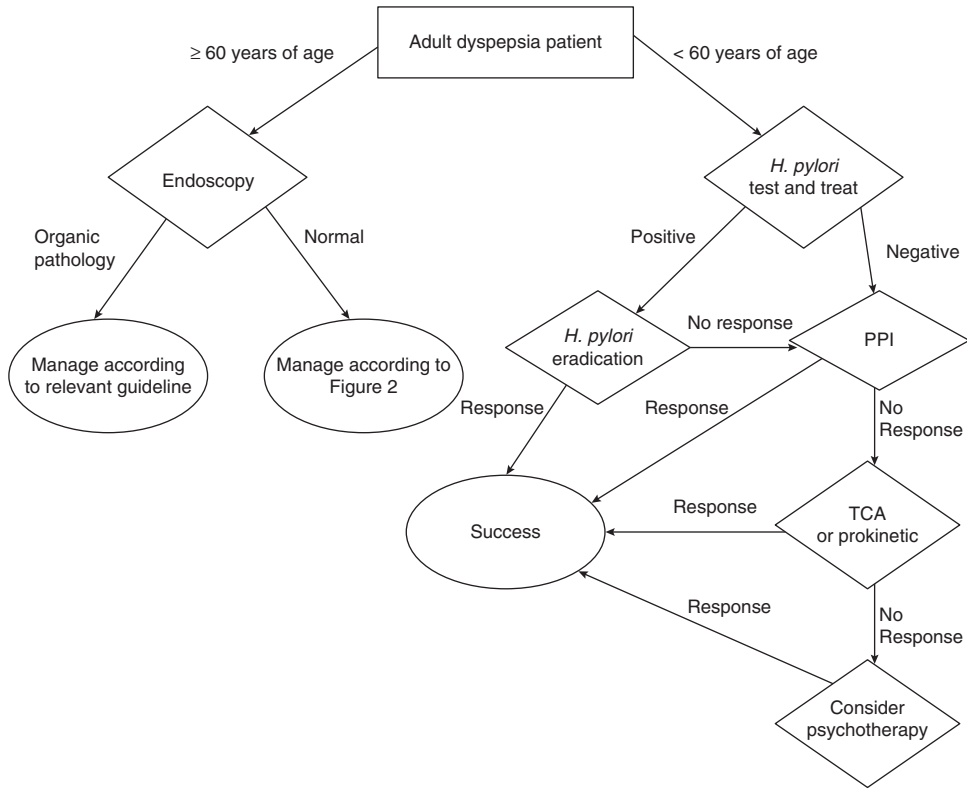 Adult dyspepsia patient
≥ 60 years of age
< 60 years of age
Endoscopy
H. pylori
test and treat
Organic
pathology
Normal
Positive
Negative
Manage according
to relevant guideline
Manage according to
Figure 2
H. pylori
eradication
No response
PPI
Response
Response
No
Response
Success
Response
TCA
or prokinetic
Response
No
Response
Consider
psychotherapy